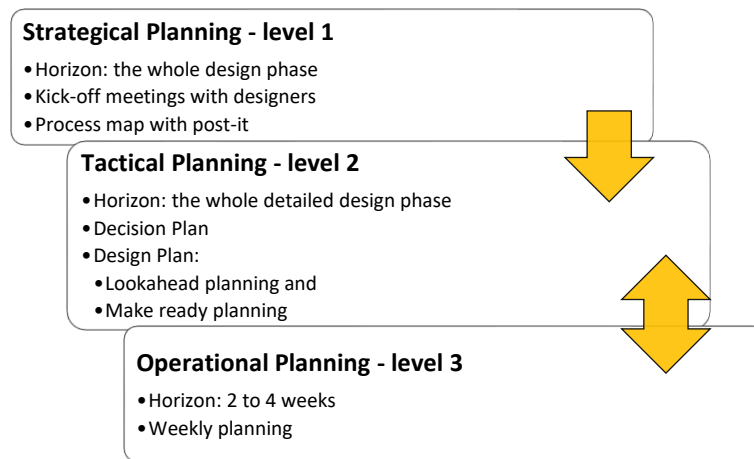 Strategical Planning - level 1
•Horizon: the whole design phase
•Kick-off meetings with designers
•Process map with post-it
Tactical Planning - level 2
•Horizon: the whole detailed design phase
•Decision Plan
•Design Plan:
•Lookahead planning and
•Make ready planning
Operational Planning - level 3
•Horizon: 2 to 4 weeks
•Weekly planning